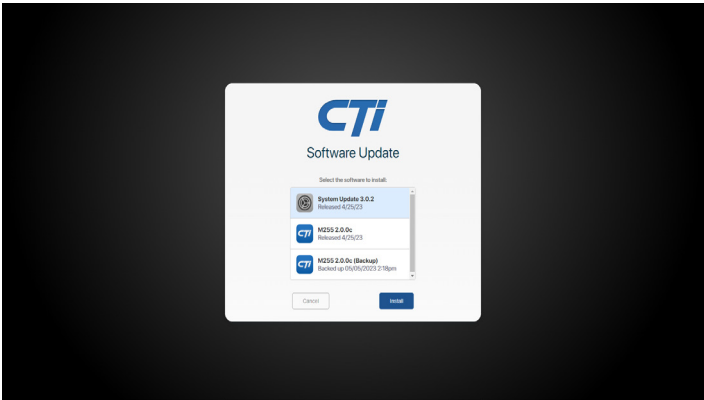 CTi
Software Update
Select the software to install:
System Update 3.0.2
Released 4/25/23
CTi
M255 2.0.0c
Released 4/25/23
CTi
M255 2.0.0c (Backup)
Backed up 05/05/2023 2:18pm
Cancel
Install